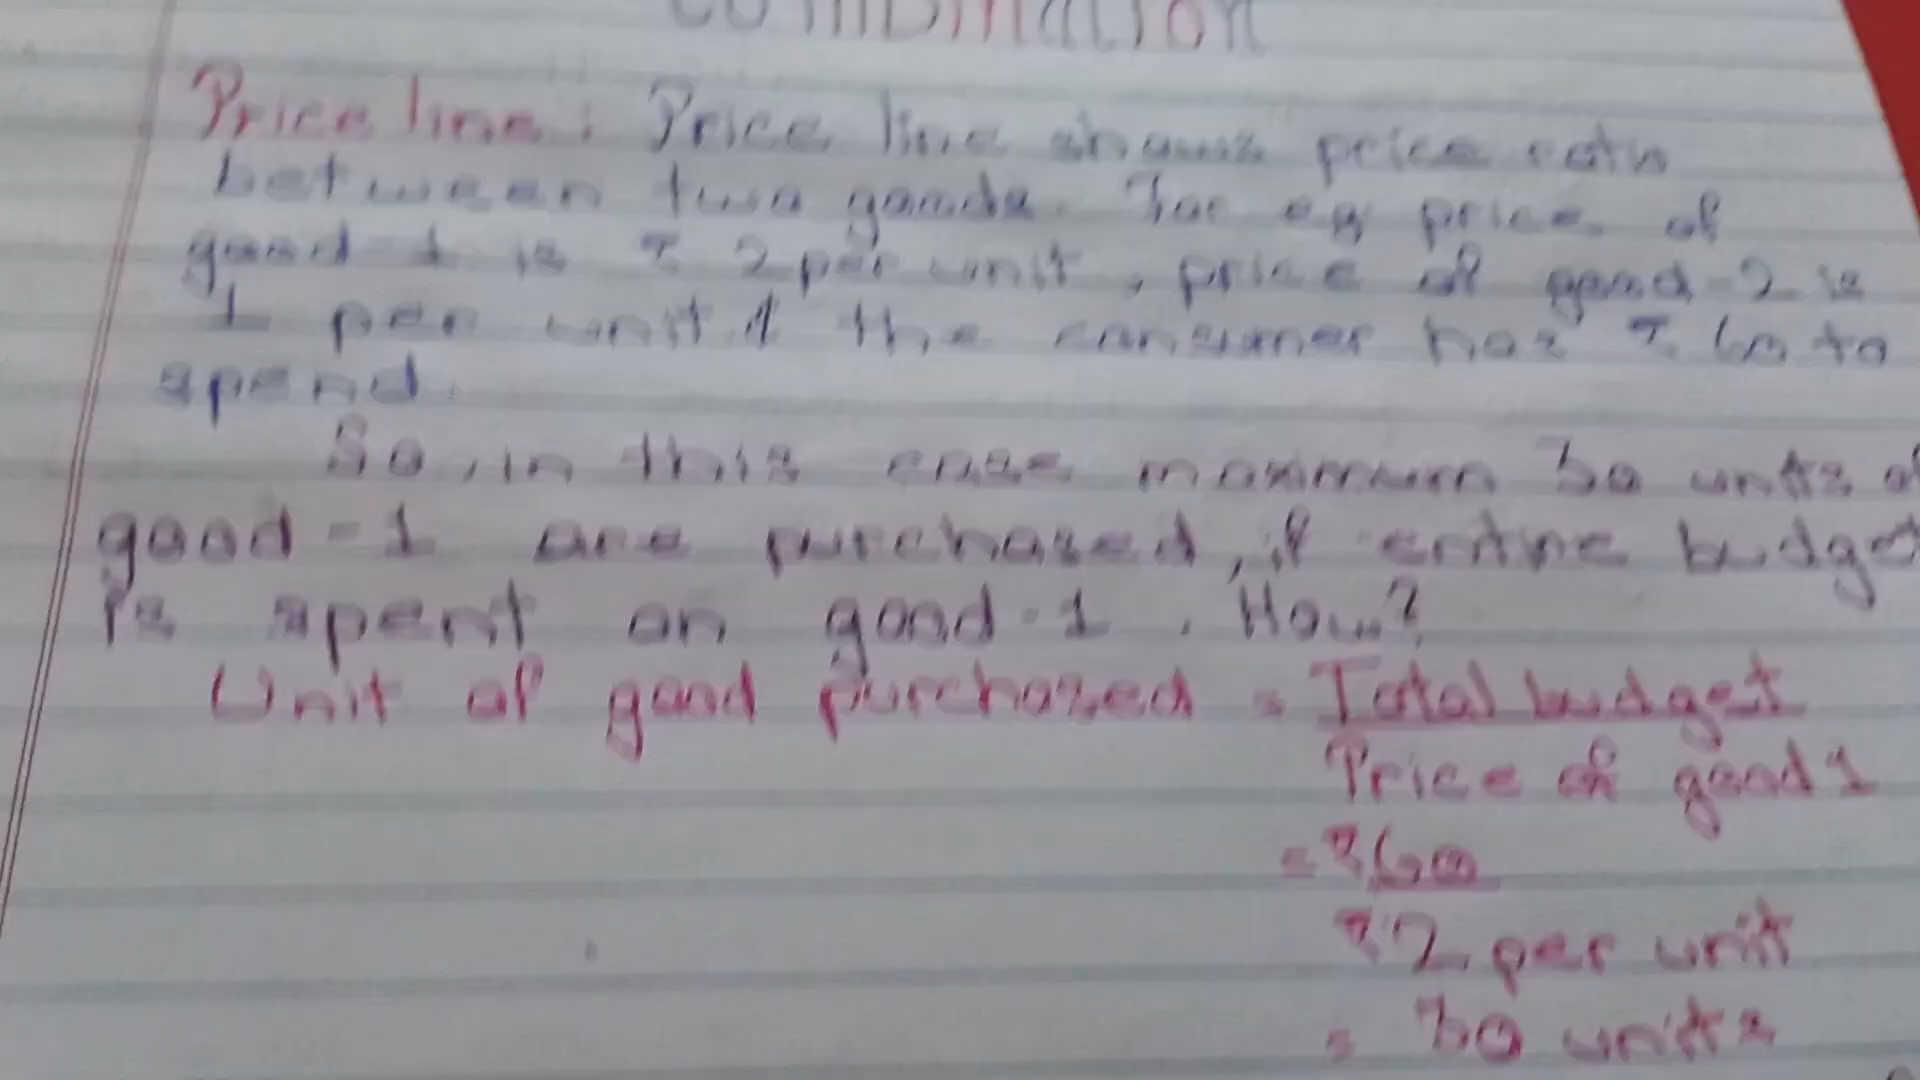 combination
Price line : Price line shows price ratio
between two goods. For eg price of
good-1 is ₹ 2 per unit, price of good-2 is
1 per unit & the consumer has ₹ 60 to
spend.
So, in this case maximum 30 units of
good-1 are purchased, if entire budget
is spent on good-1. How?
Unit of good purchased = Total budget
Price of good 1
= ₹60
₹2 per unit
= 30 units